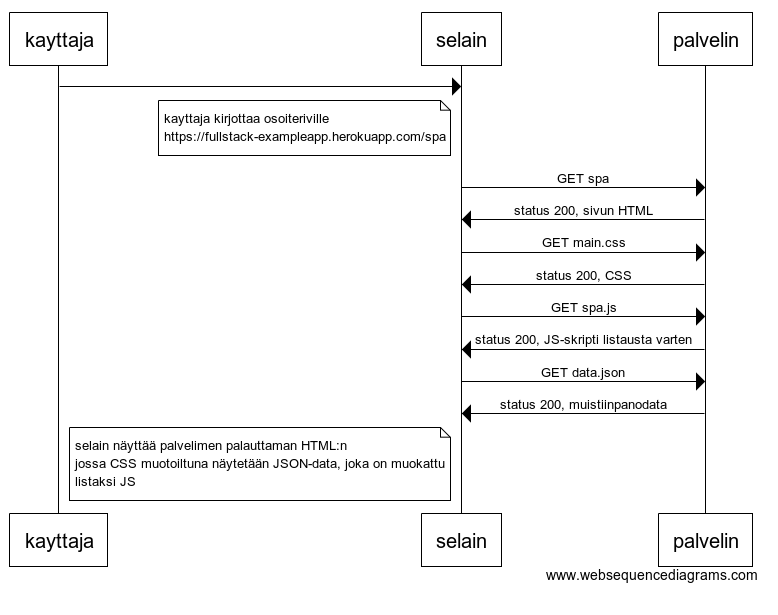 kayttaja
selain
palvelin
kayttaja kirjottaa osoiteriville
https://fullstack-exampleapp.herokuapp.com/spa
GET spa
status 200, sivun HTML
GET main.css
status 200, CSS
GET spa.js
status 200, JS-skripti listausta varten
GET data.json
status 200, muistiinpanodata
selain näyttää palvelimen palauttaman HTML:n
jossa CSS muotoiltuna näytetään JSON-data, joka on muokattu
listaksi JS
kayttaja
selain
palvelin
www.websequencediagrams.com